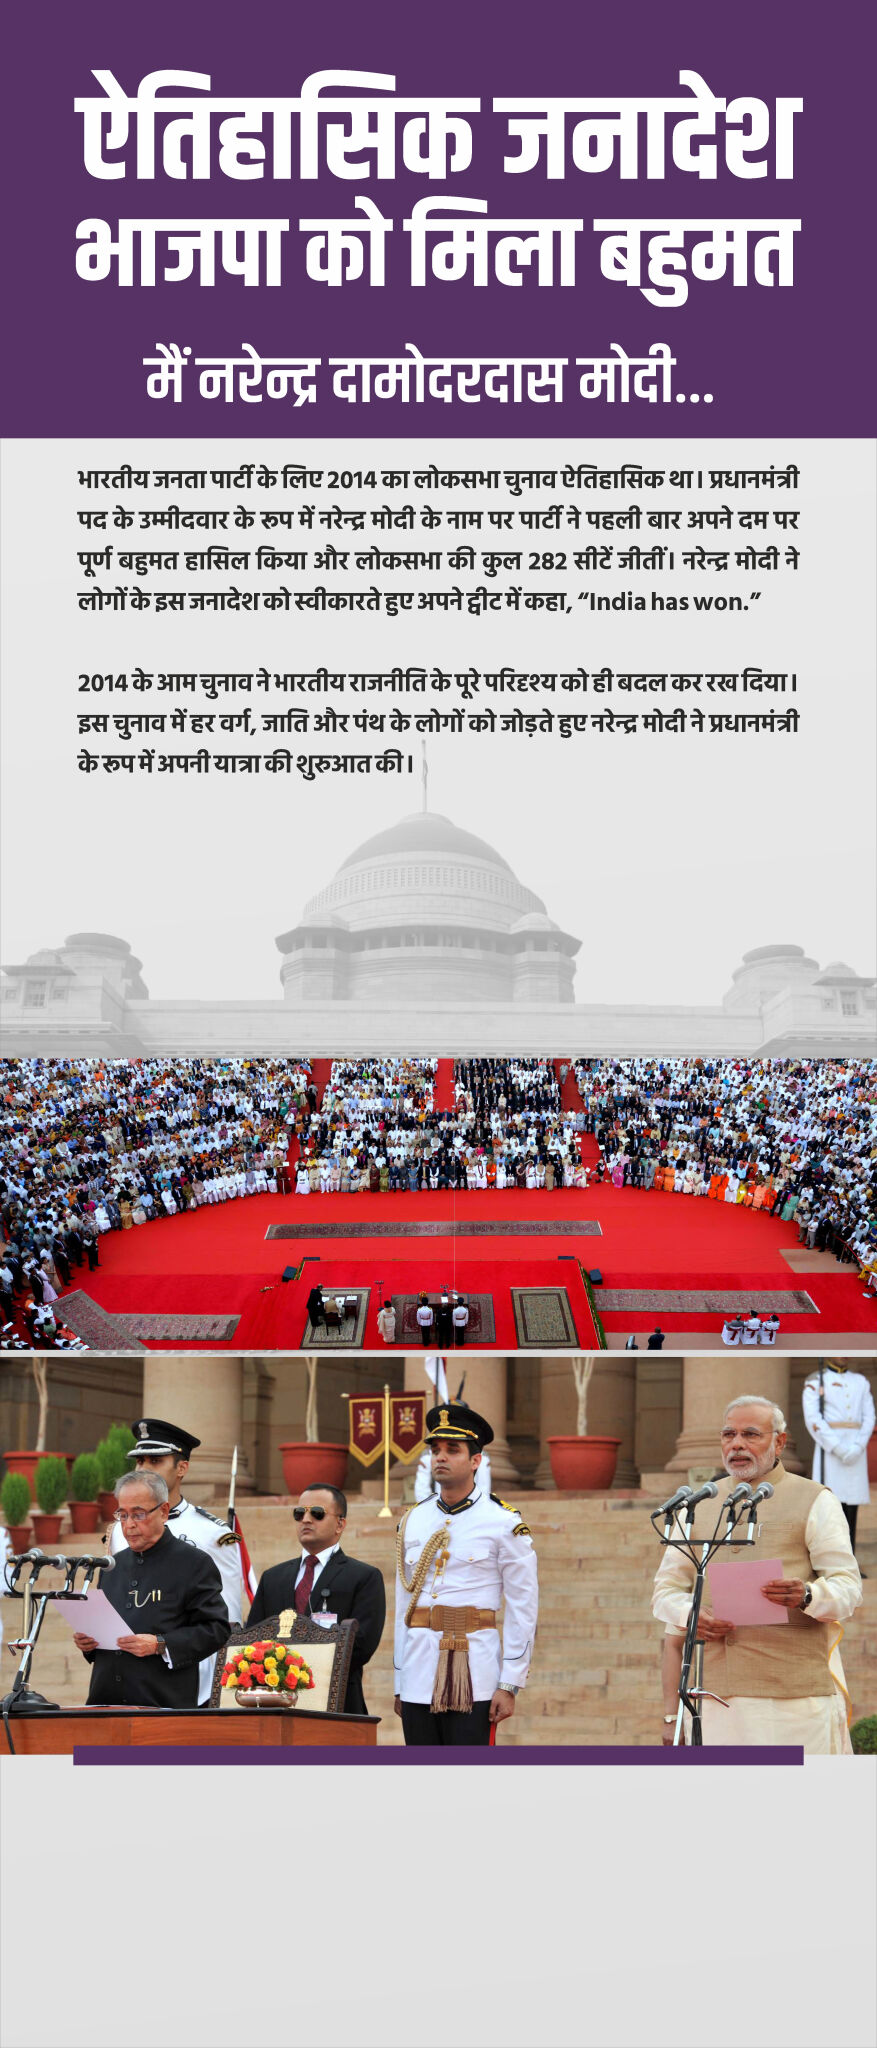 ऐतिहासिक जनादेश
भाजपा को मिला बहुमत
मैं नरेन्द्र दामोदरदास मोदी...
भारतीय जनता पार्टी के लिए 2014 का लोकसभा चुनाव ऐतिहासिक था। प्रधानमंत्री
पद के उम्मीदवार के रूप में नरेन्द्र मोदी के नाम पर पार्टी ने पहली बार अपने दम पर
पूर्ण बहुमत हासिल किया और लोकसभा की कुल 282 सीटें जीतीं। नरेन्द्र मोदी ने
लोगों के इस जनादेश को स्वीकारते हुए अपने ट्वीट में कहा, “India has won.”
2014 के आम चुनाव ने भारतीय राजनीति के पूरे परिदृश्य को ही बदल कर रख दिया।
इस चुनाव में हर वर्ग, जाति और पंथ के लोगों को जोड़ते हुए नरेन्द्र मोदी ने प्रधानमंत्री
के रूप में अपनी यात्रा की शुरुआत की।